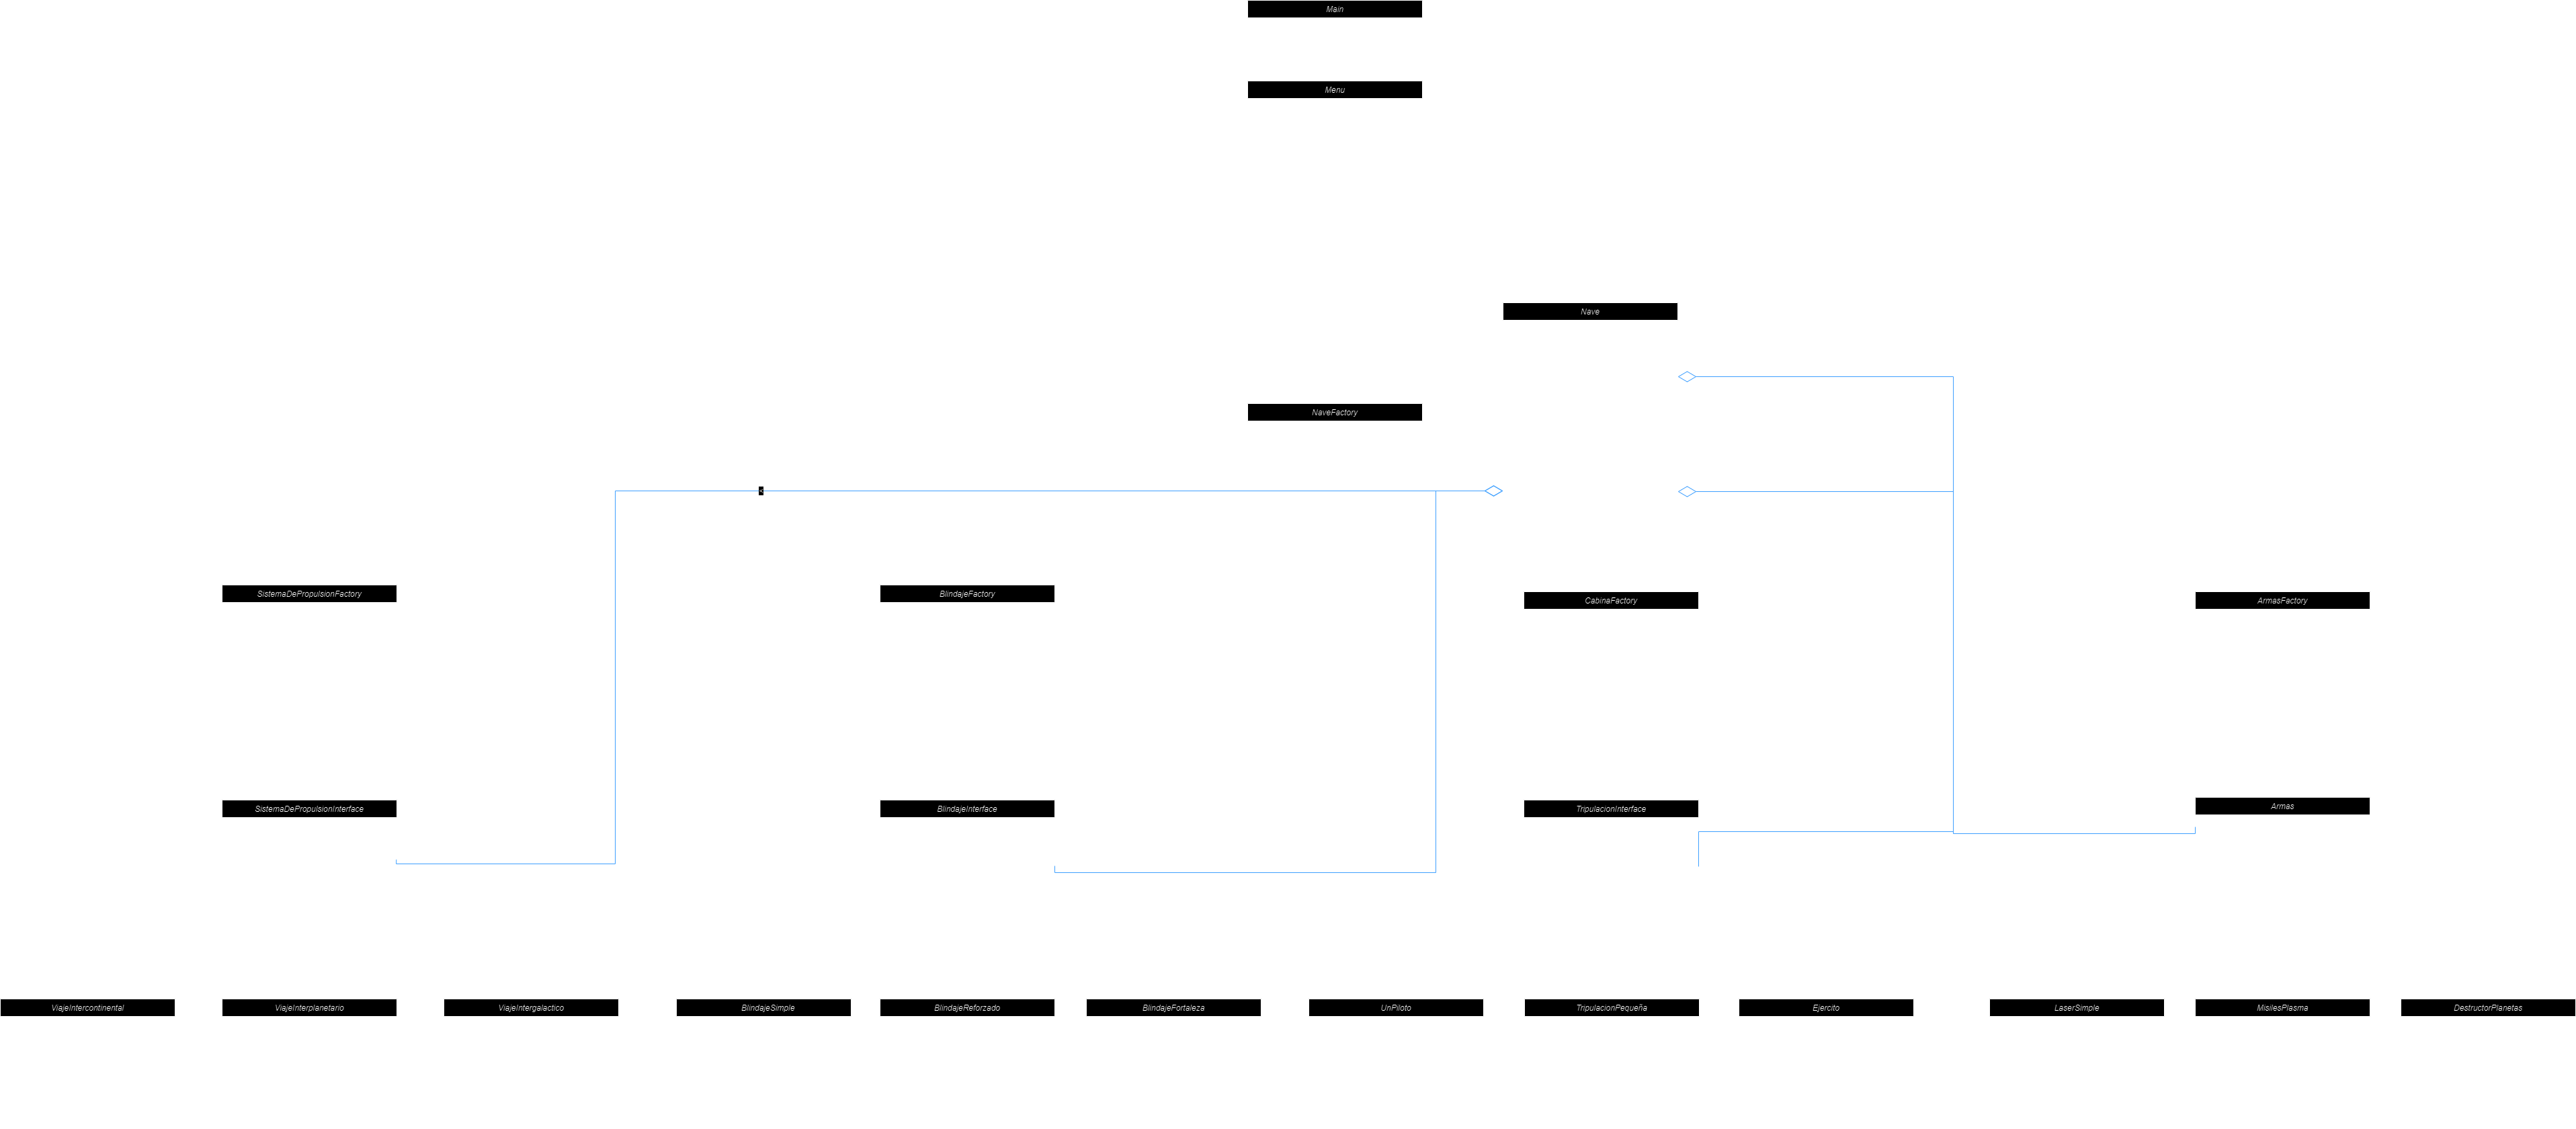 Main
Menu
Nave
NaveFactory
SistemaDePropulsionFactory
BlindajeFactory
CabinaFactory
ArmasFactory
SistemaDePropulsionInterface
BlindajeInterface
TripulacionInterface
Armas
ViajeIntercontinental
ViajeInterplanetario
ViajeIntergalactico
BlindajeSimple
BlindajeReforzado
BlindajeFortaleza
UnPiloto
TripulacionPequeña
Ejercito
LaserSimple
MisilesPlasma
DestructorPlanetas